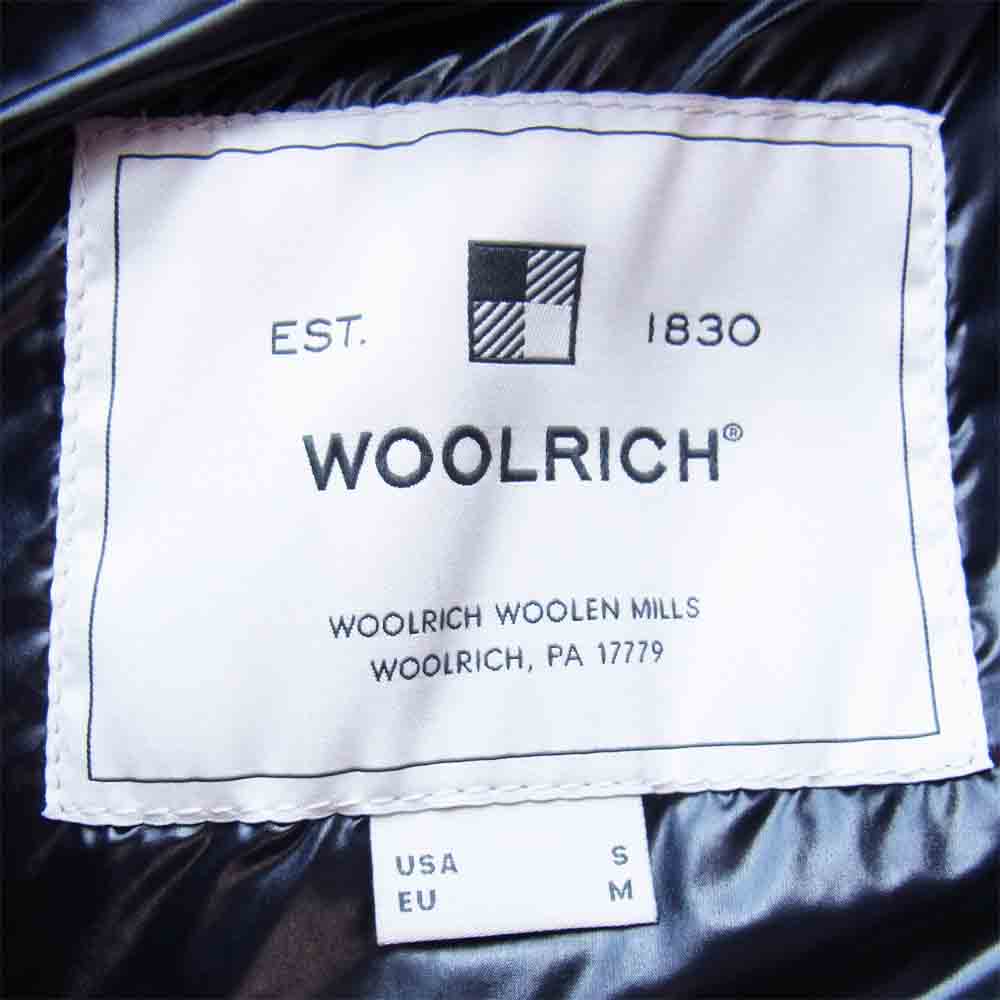 EST. 1830
WOOLRICH®
WOOLRICH WOOLEN MILLS
WOOLRICH, PA 17779
USA S
EU M